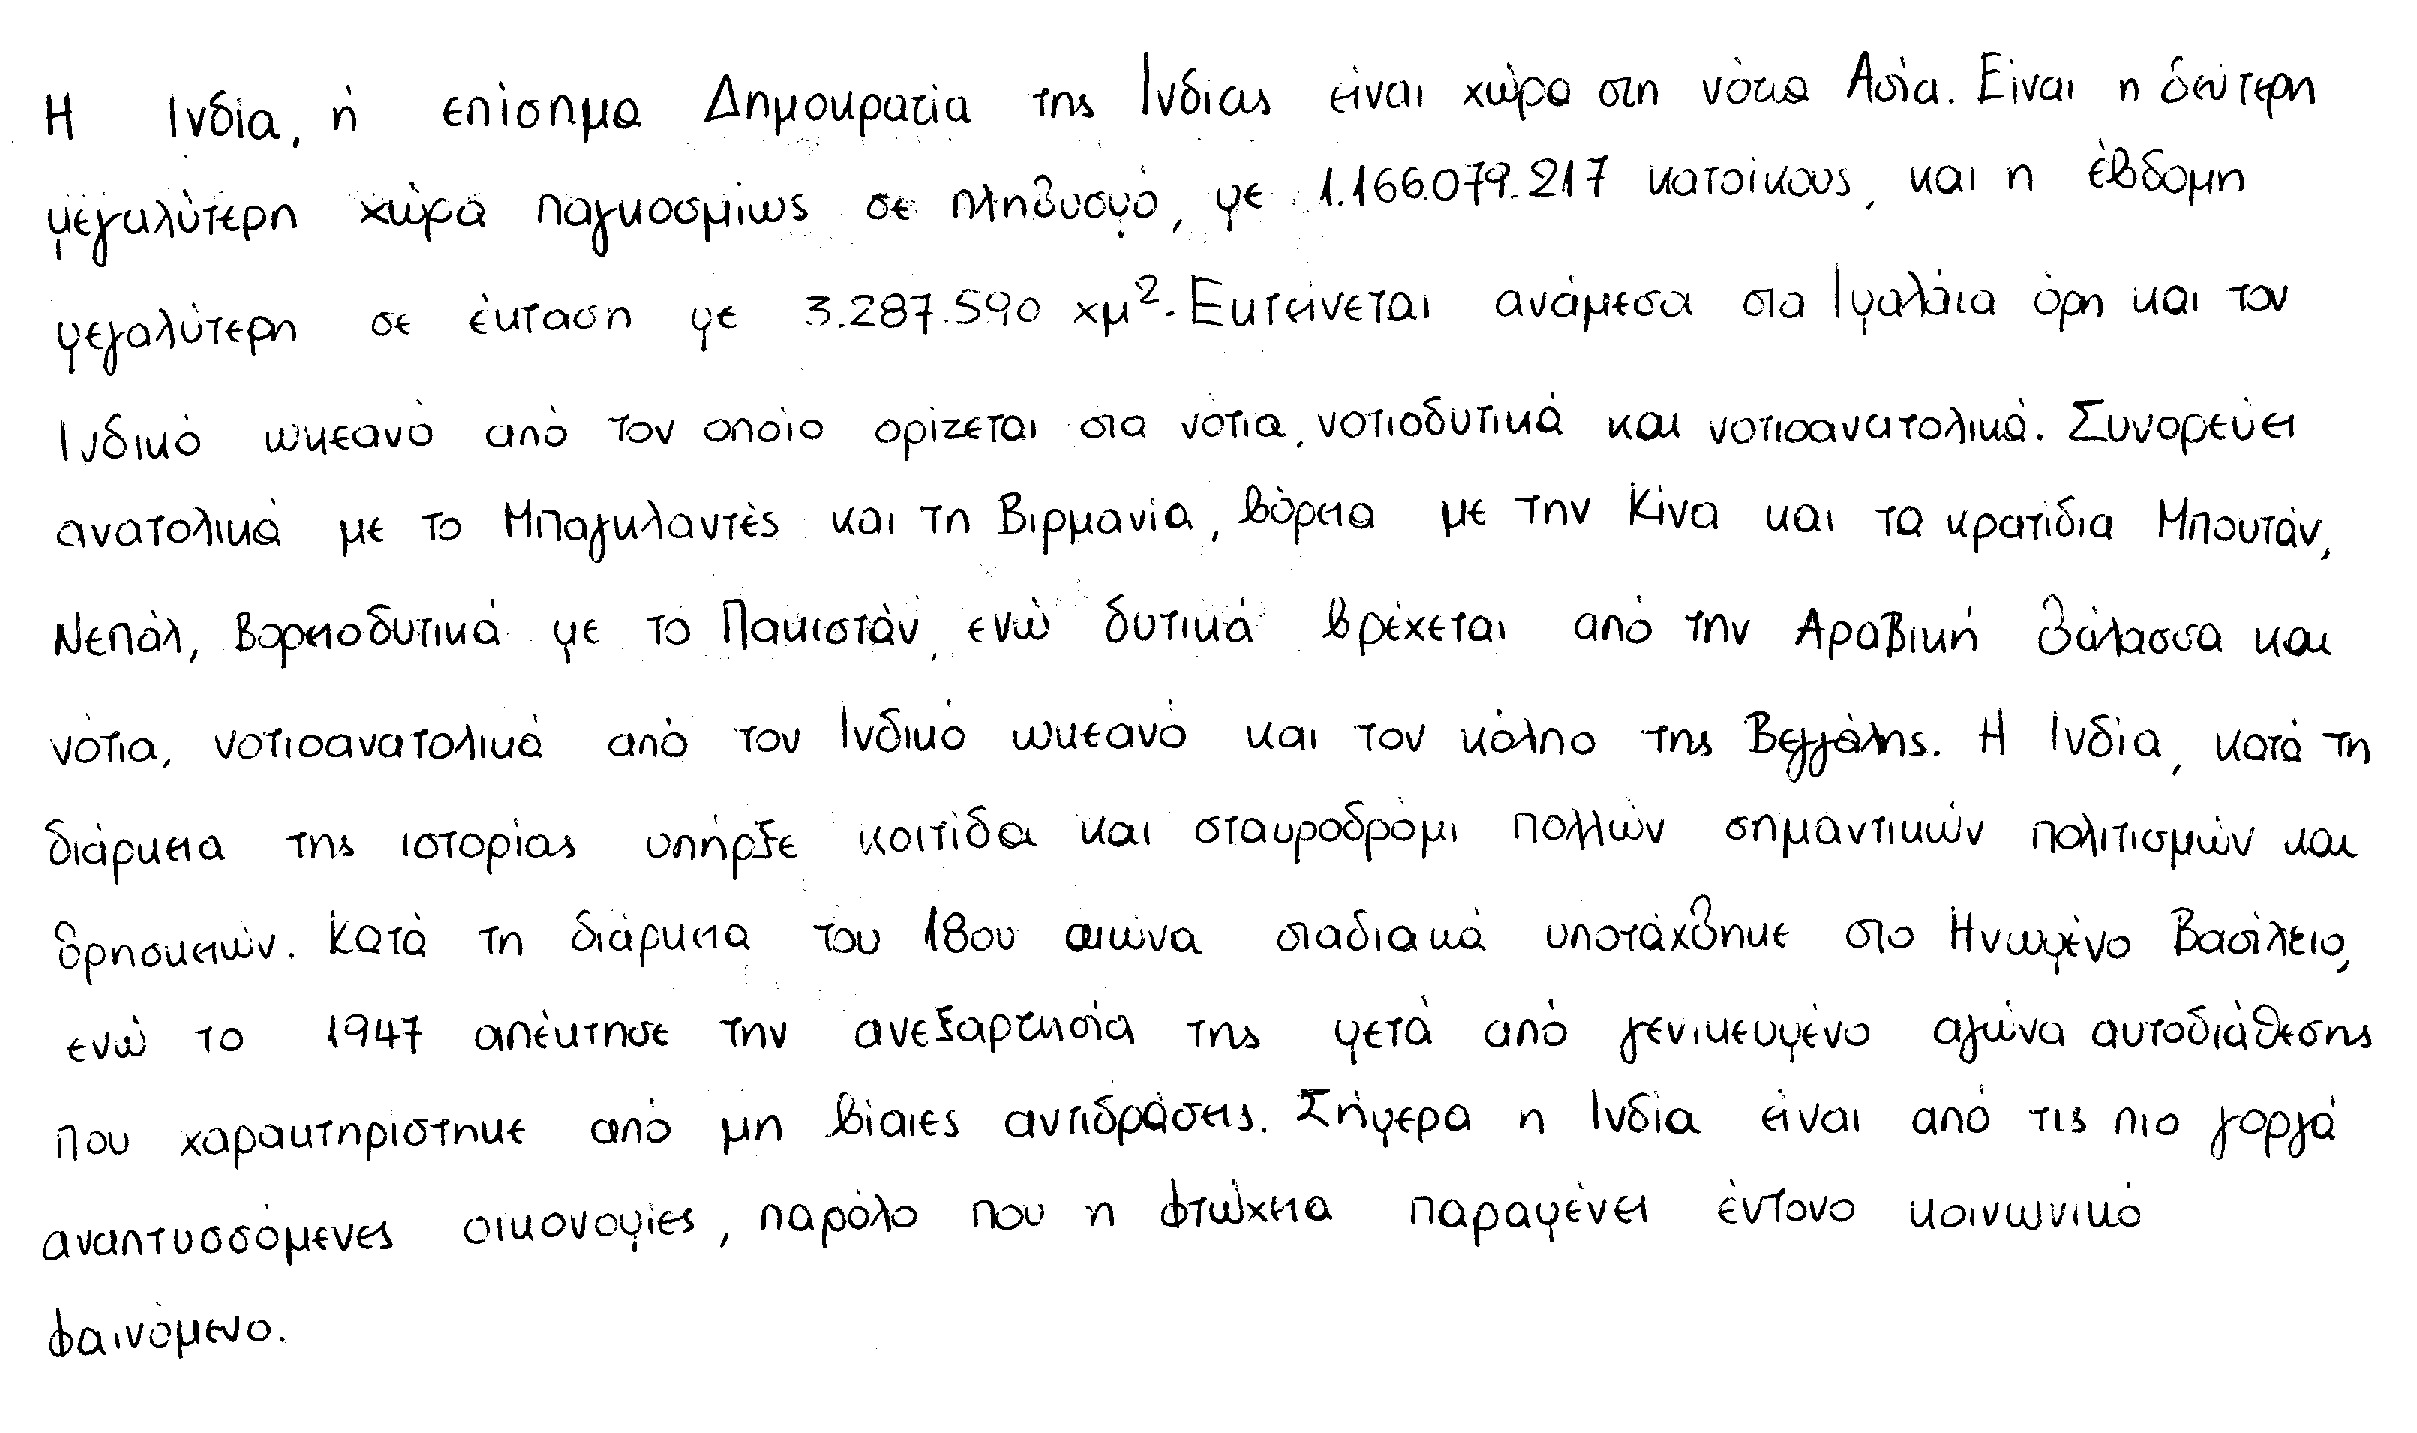 Η Ινδία, ή επίσημα Δημοκρατία της Ινδίας είναι χώρα στη νότια Ασία. Είναι η δεύτερη
μεγαλύτερη χώρα παγκοσμίως σε πληθυσμό, με 1.166.079.217 κατοίκους, και η έβδομη
μεγαλύτερη σε έκταση με 3.287.590 χμ². Εκτείνεται ανάμεσα στα Ιμαλάια όρη και τον
Ινδικό ωκεανό από τον οποίο ορίζεται στα νότια, νοτιοδυτικά και νοτιοανατολικά. Συνορεύει
ανατολικά με το Μπαγκλαντές και τη Βιρμανία, βόρεια με την Κίνα και τα κρατίδια Μπουτάν,
Νεπάλ, βορειοδυτικά με το Πακιστάν, ενώ δυτικά βρέχεται από την Αραβική θάλασσα και
νότια, νοτιοανατολικά από τον Ινδικό ωκεανό και τον κόλπο της Βεγγάλης. Η Ινδία, κατά τη
διάρκεια της ιστορίας υπήρξε κοιτίδα και σταυροδρόμι πολλών σημαντικών πολιτισμών και
θρησκειών. Κατά τη διάρκεια του 18ου αιώνα σταδιακά υποτάχθηκε στο Ηνωμένο Βασίλειο,
ενώ το 1947 απέκτησε την ανεξαρτησία της μετά από γενικευμένο αγώνα αυτοδιάθεσης
που χαρακτηρίστηκε από μη βίαιες αντιδράσεις. Σήμερα η Ινδία είναι από τις πιο γοργά
αναπτυσσόμενες οικονομίες, παρόλο που η φτώχεια παραμένει έντονο κοινωνικό
φαινόμενο.